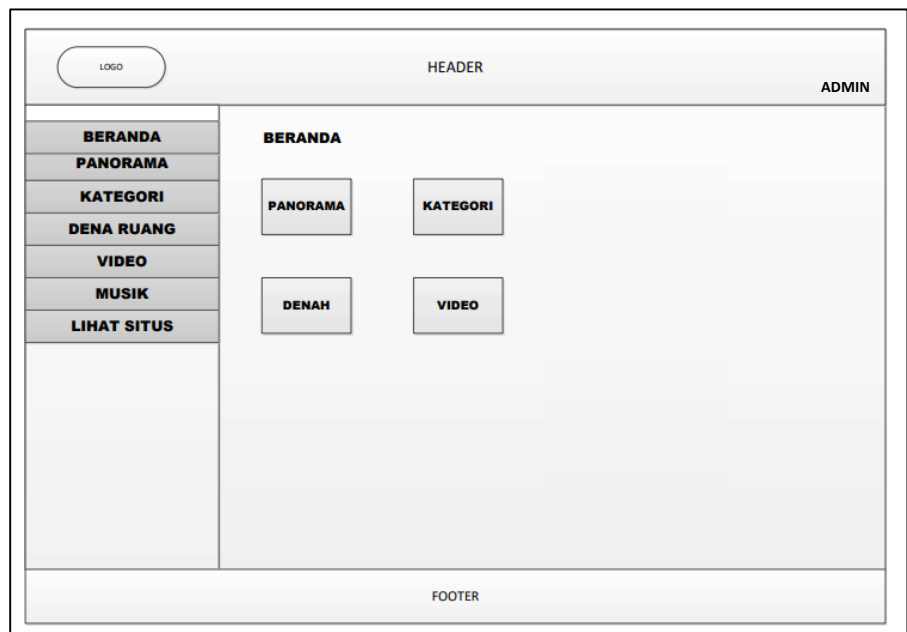 LOGO
HEADER
ADMIN
BERANDA
PANORAMA
KATEGORI
DENA RUANG
VIDEO
MUSIK
LIHAT SITUS
BERANDA
PANORAMA
KATEGORI
DENAH
VIDEO
FOOTER